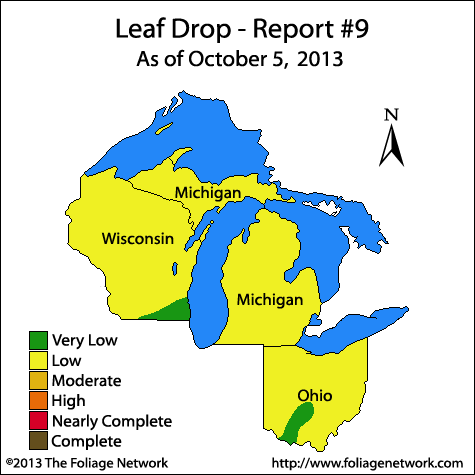 Leaf Drop - Report #9
As of October 5, 2013
N
Michigan
Wisconsin
Michigan
Ohio
Very Low
Low
Moderate
High
Nearly Complete
Complete
©2013 The Foliage Network
http://www.foliagenetwork.com